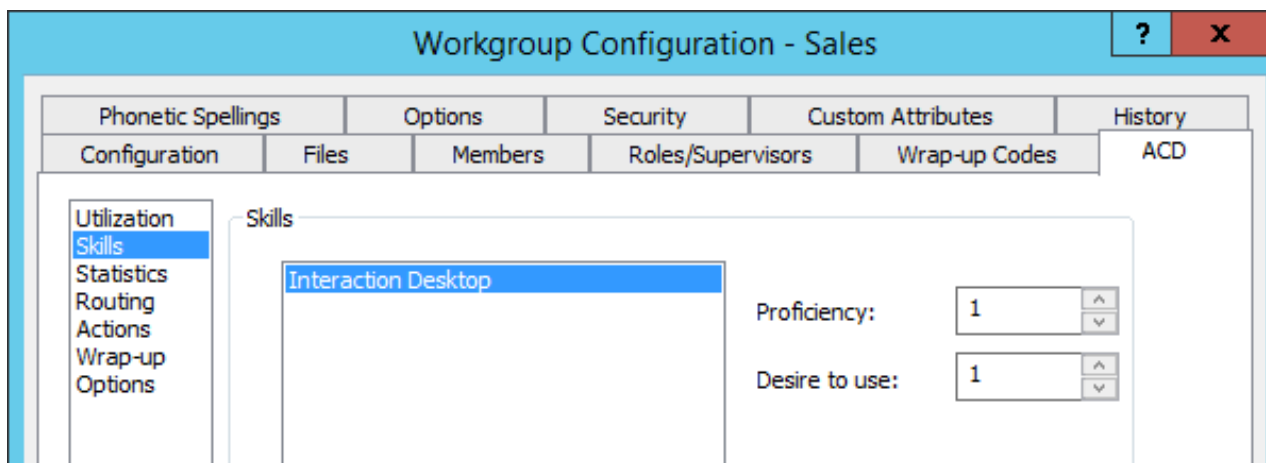 Workgroup Configuration - Sales ? x
Phonetic Spellings Options Security Custom Attributes History
Configuration Files Members Roles/Supervisors Wrap-up Codes ACD
Utilization
Skills
Statistics
Routing
Actions
Wrap-up
Options
Skills
Interaction Desktop
Proficiency: 1
Desire to use: 1